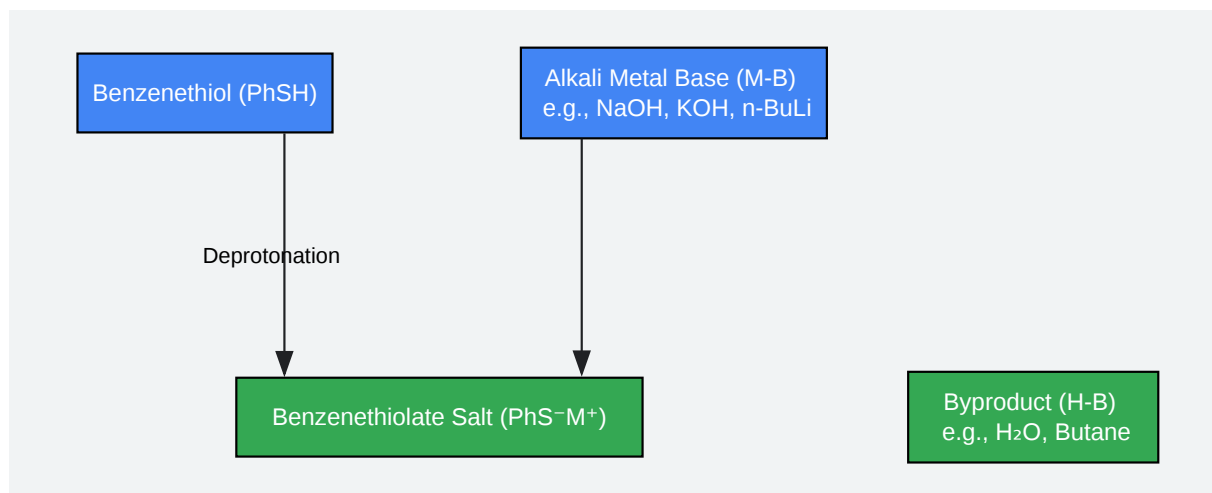 Benzenethiol (PhSH)
Alkali Metal Base (M-B)
e.g., NaOH, KOH, n-BuLi
Deprotonation
Benzenethiolate Salt (PhS⁻M⁺)
Byproduct (H-B)
e.g., H₂O, Butane